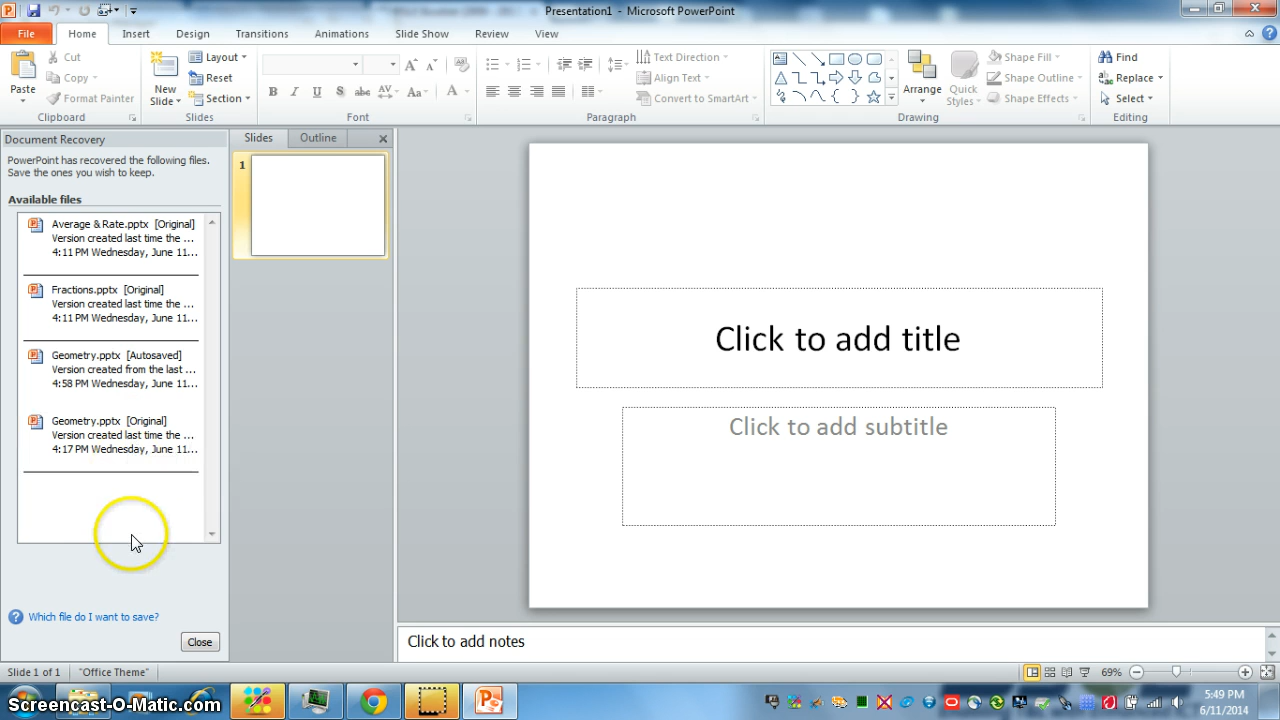 Presentation1 - Microsoft PowerPoint
File Home Insert Design Transitions Animations Slide Show Review View
Cut Layout Text Direction Shape Fill Find
Copy Reset Align Text Shape Outline Replace
Paste Format Painter New Slide Section Convert to SmartArt Arrange Quick Styles Shape Effects Select
B I U S abc AV Aa A
Clipboard Slides Font Paragraph Drawing Editing
Document Recovery
PowerPoint has recovered the following files.
Save the ones you wish to keep.
Available files
Average & Rate.pptx [Original]
Version created last time the ...
4:11 PM Wednesday, June 11...
Fractions.pptx [Original]
Version created last time the ...
4:11 PM Wednesday, June 11...
Geometry.pptx [Autosaved]
Version created from the last ...
4:58 PM Wednesday, June 11...
Geometry.pptx [Original]
Version created last time the ...
4:17 PM Wednesday, June 11...
Which file do I want to save?
Close
Slides Outline
1
Click to add title
Click to add subtitle
Click to add notes
Slide 1 of 1 "Office Theme" 69%
Screencast-O-Matic.com
5:49 PM
6/11/2014